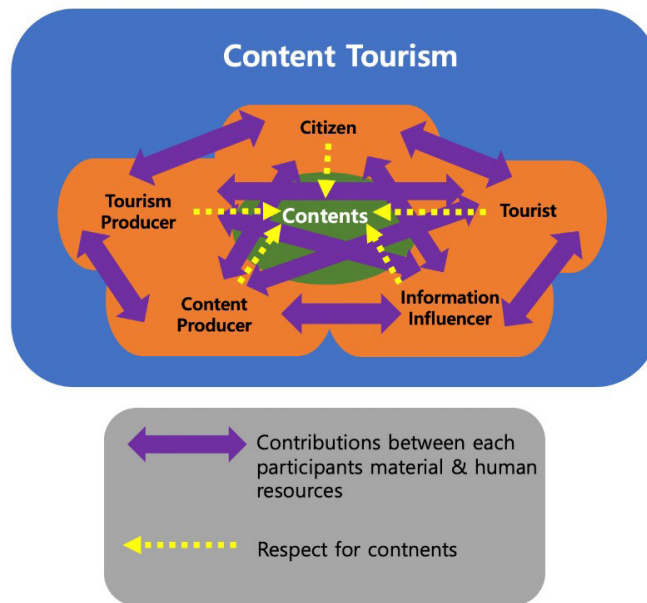 Content Tourism
Citizen
Tourism
Producer
Contents
Tourist
Content
Producer
Information
Influencer
Contributions between each
participants material & human
resources
Respect for contnents